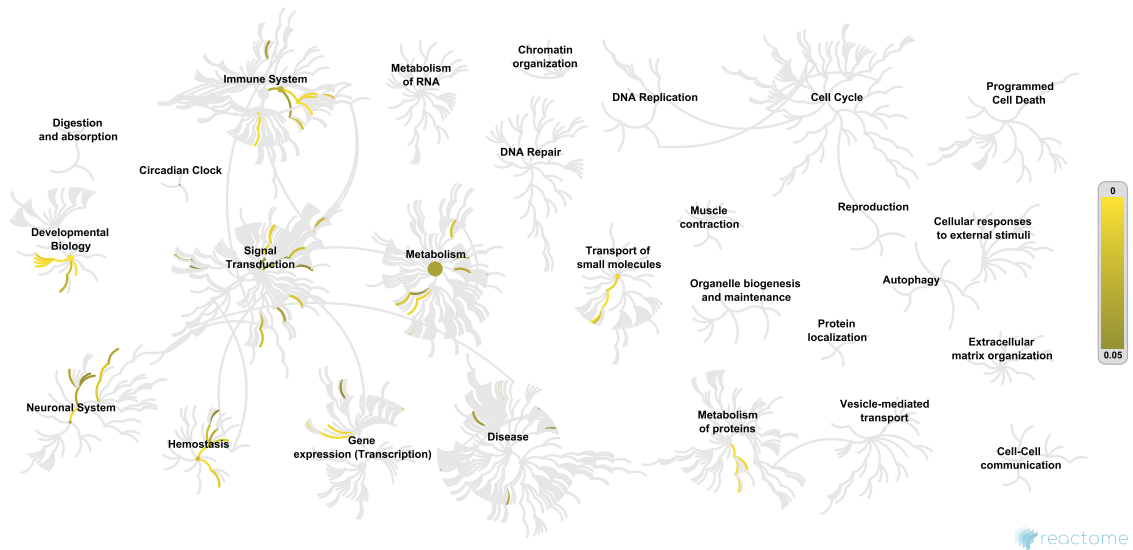 Immune System
Metabolism
of RNA
Chromatin
organization
DNA Replication
Cell Cycle
Programmed
Cell Death
Digestion
and absorption
Circadian Clock
DNA Repair
Developmental
Biology
Signal
Transduction
Metabolism
Transport of
small molecules
Muscle
contraction
Reproduction
Cellular responses
to external stimuli
Organelle biogenesis
and maintenance
Autophagy
Protein
localization
Extracellular
matrix organization
0
0.05
Neuronal System
Hemostasis
Gene
expression (Transcription)
Disease
Metabolism
of proteins
Vesicle-mediated
transport
Cell-Cell
communication
reactome